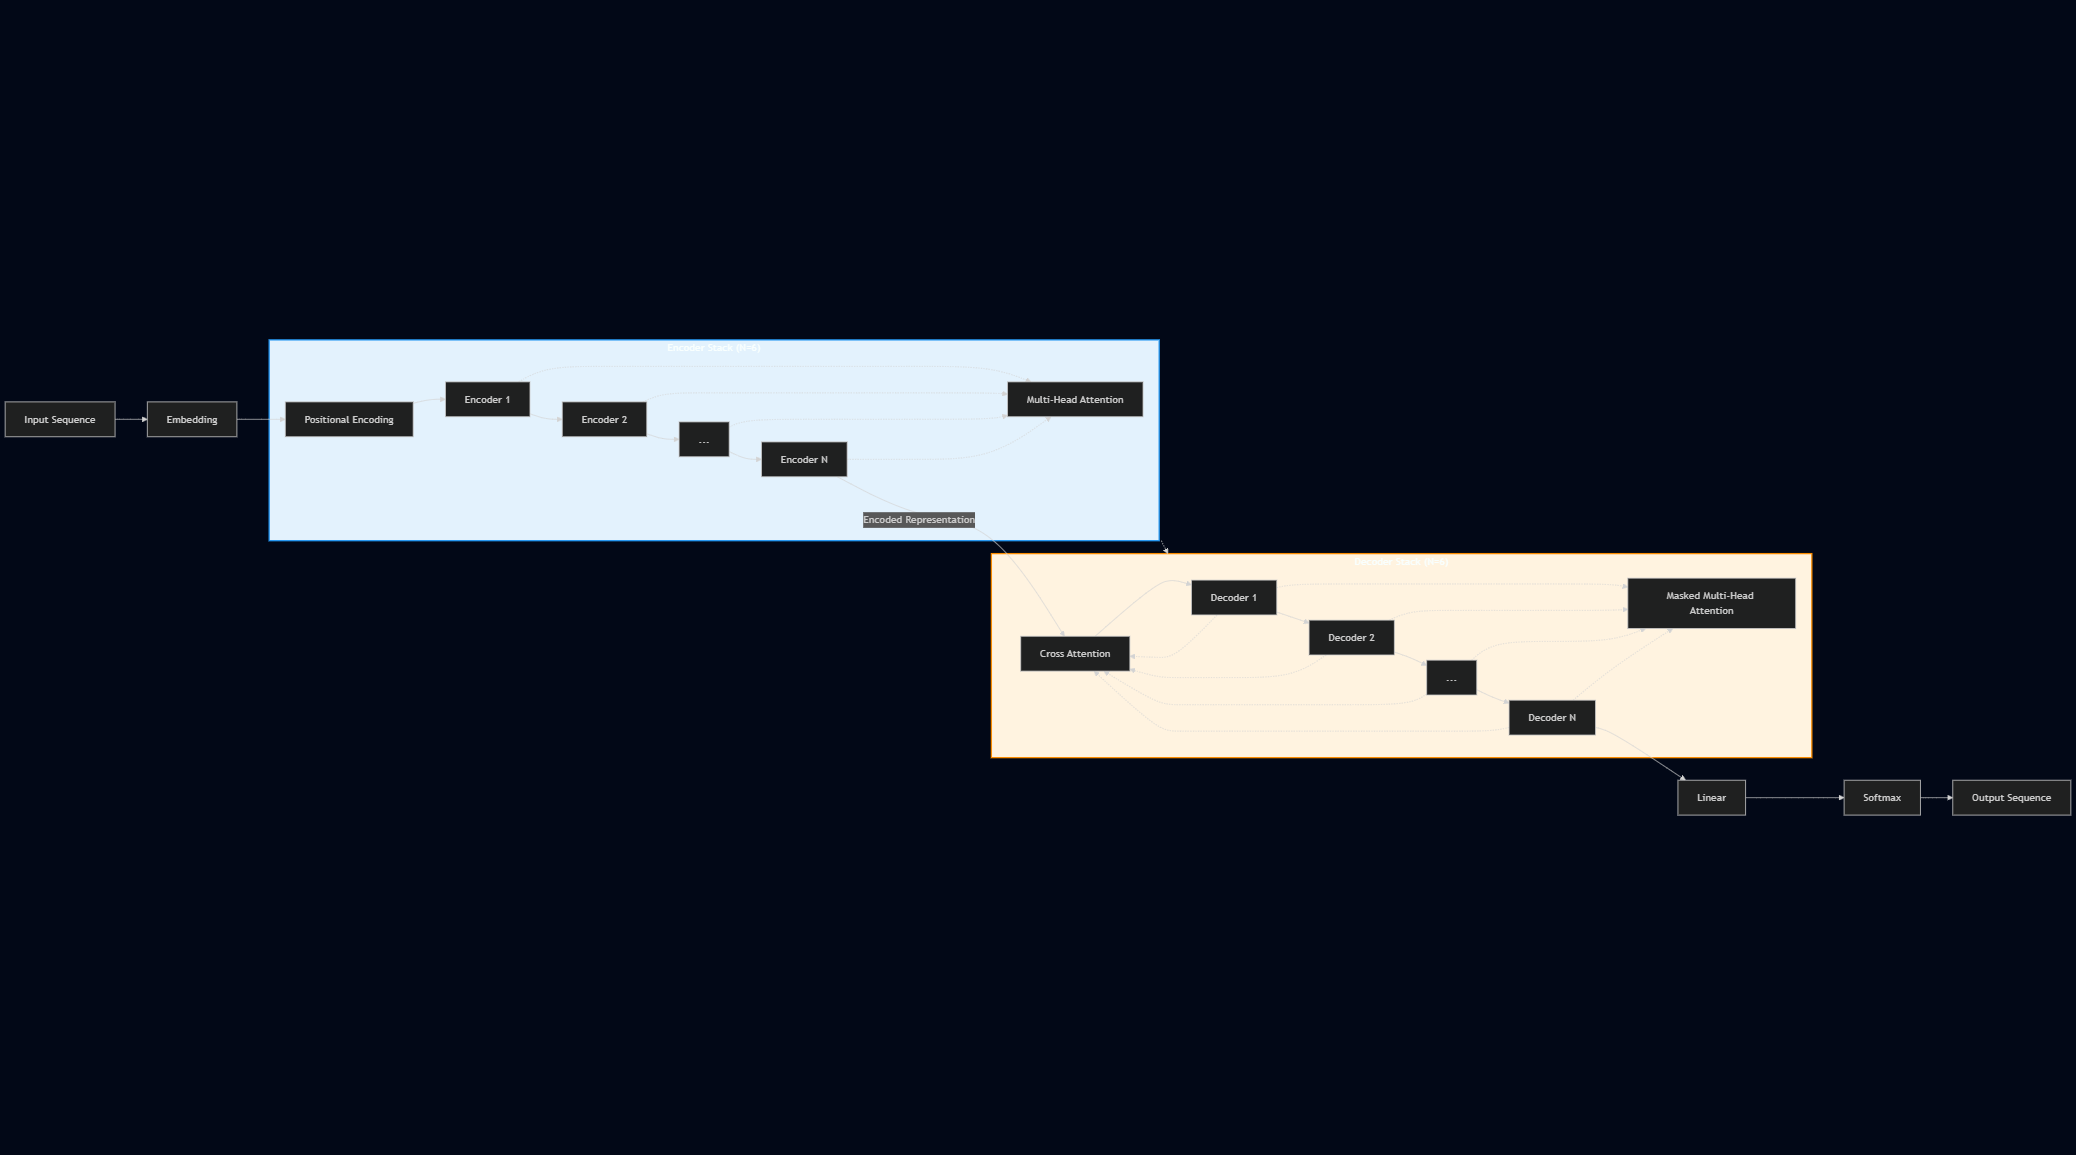 Encoder Stack (N=6)
Input Sequence
Embedding
Positional Encoding
Encoder 1
Encoder 2
...
Encoder N
Multi-Head Attention
Encoded Representation
Decoder Stack (N=6)
Cross Attention
Decoder 1
Decoder 2
...
Decoder N
Masked Multi-Head
Attention
Linear
Softmax
Output Sequence